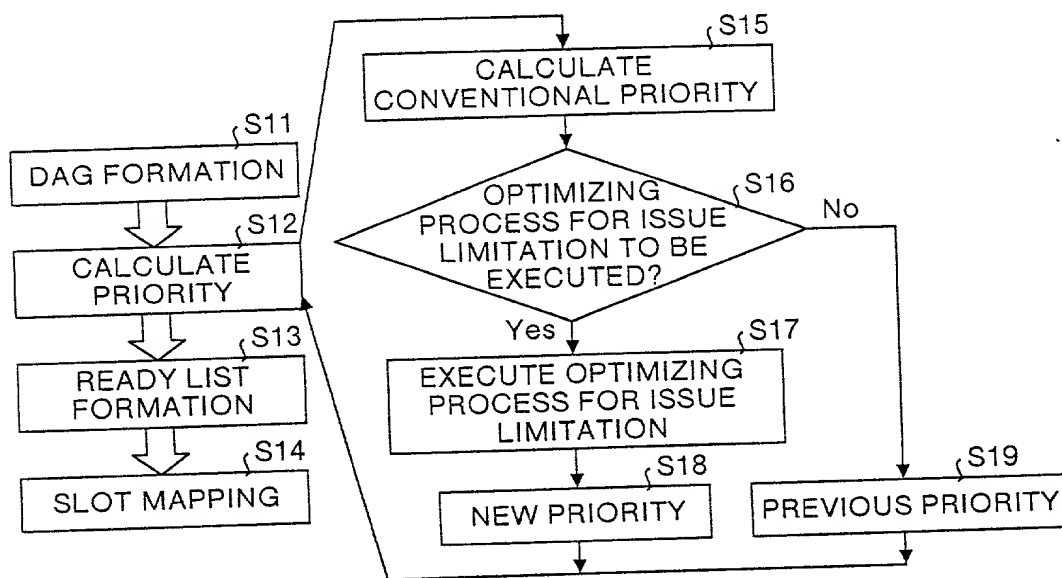 S11
DAG FORMATION
S12
CALCULATE
PRIORITY
S13
READY LIST
FORMATION
S14
SLOT MAPPING
S15
CALCULATE
CONVENTIONAL PRIORITY
S16
OPTIMIZING
PROCESS FOR ISSUE
LIMITATION TO BE
EXECUTED?
No
Yes
S17
EXECUTE OPTIMIZING
PROCESS FOR ISSUE
LIMITATION
S18
NEW PRIORITY
S19
PREVIOUS PRIORITY